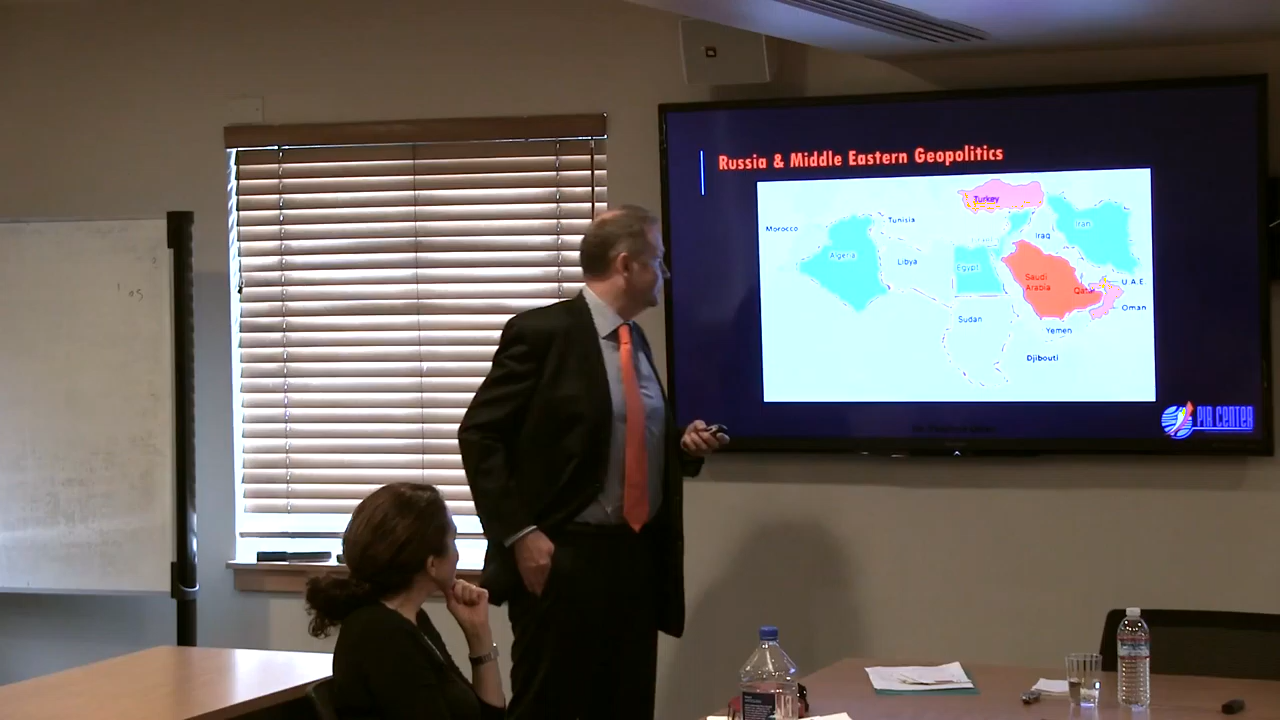 Russia & Middle Eastern Geopolitics
Turkey
Morocco
Tunisia
Iran
Iraq
Algeria
Libya
Egypt
Saudi
Arabia
Qatar
U.A.E.
Oman
Sudan
Yemen
Djibouti
PIR CENTER